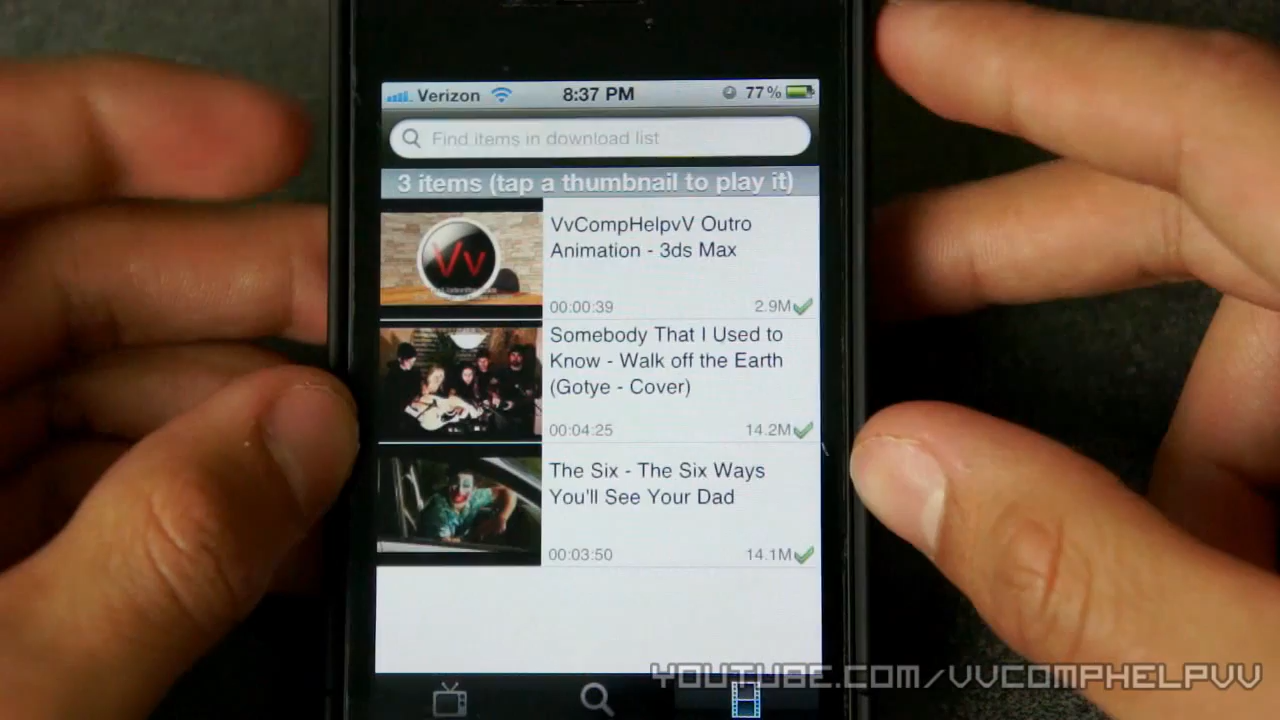 Verizon 8:37 PM 77%
Find items in download list
3 items (tap a thumbnail to play it)
Vv
VvCompHelpvV Outro
Animation - 3ds Max
00:00:39 2.9M
Somebody That I Used to
Know - Walk off the Earth
(Gotye - Cover)
00:04:25 14.2M
The Six - The Six Ways
You'll See Your Dad
00:03:50 14.1M
YOUTUBE.COM/VVCOMPHELPVV